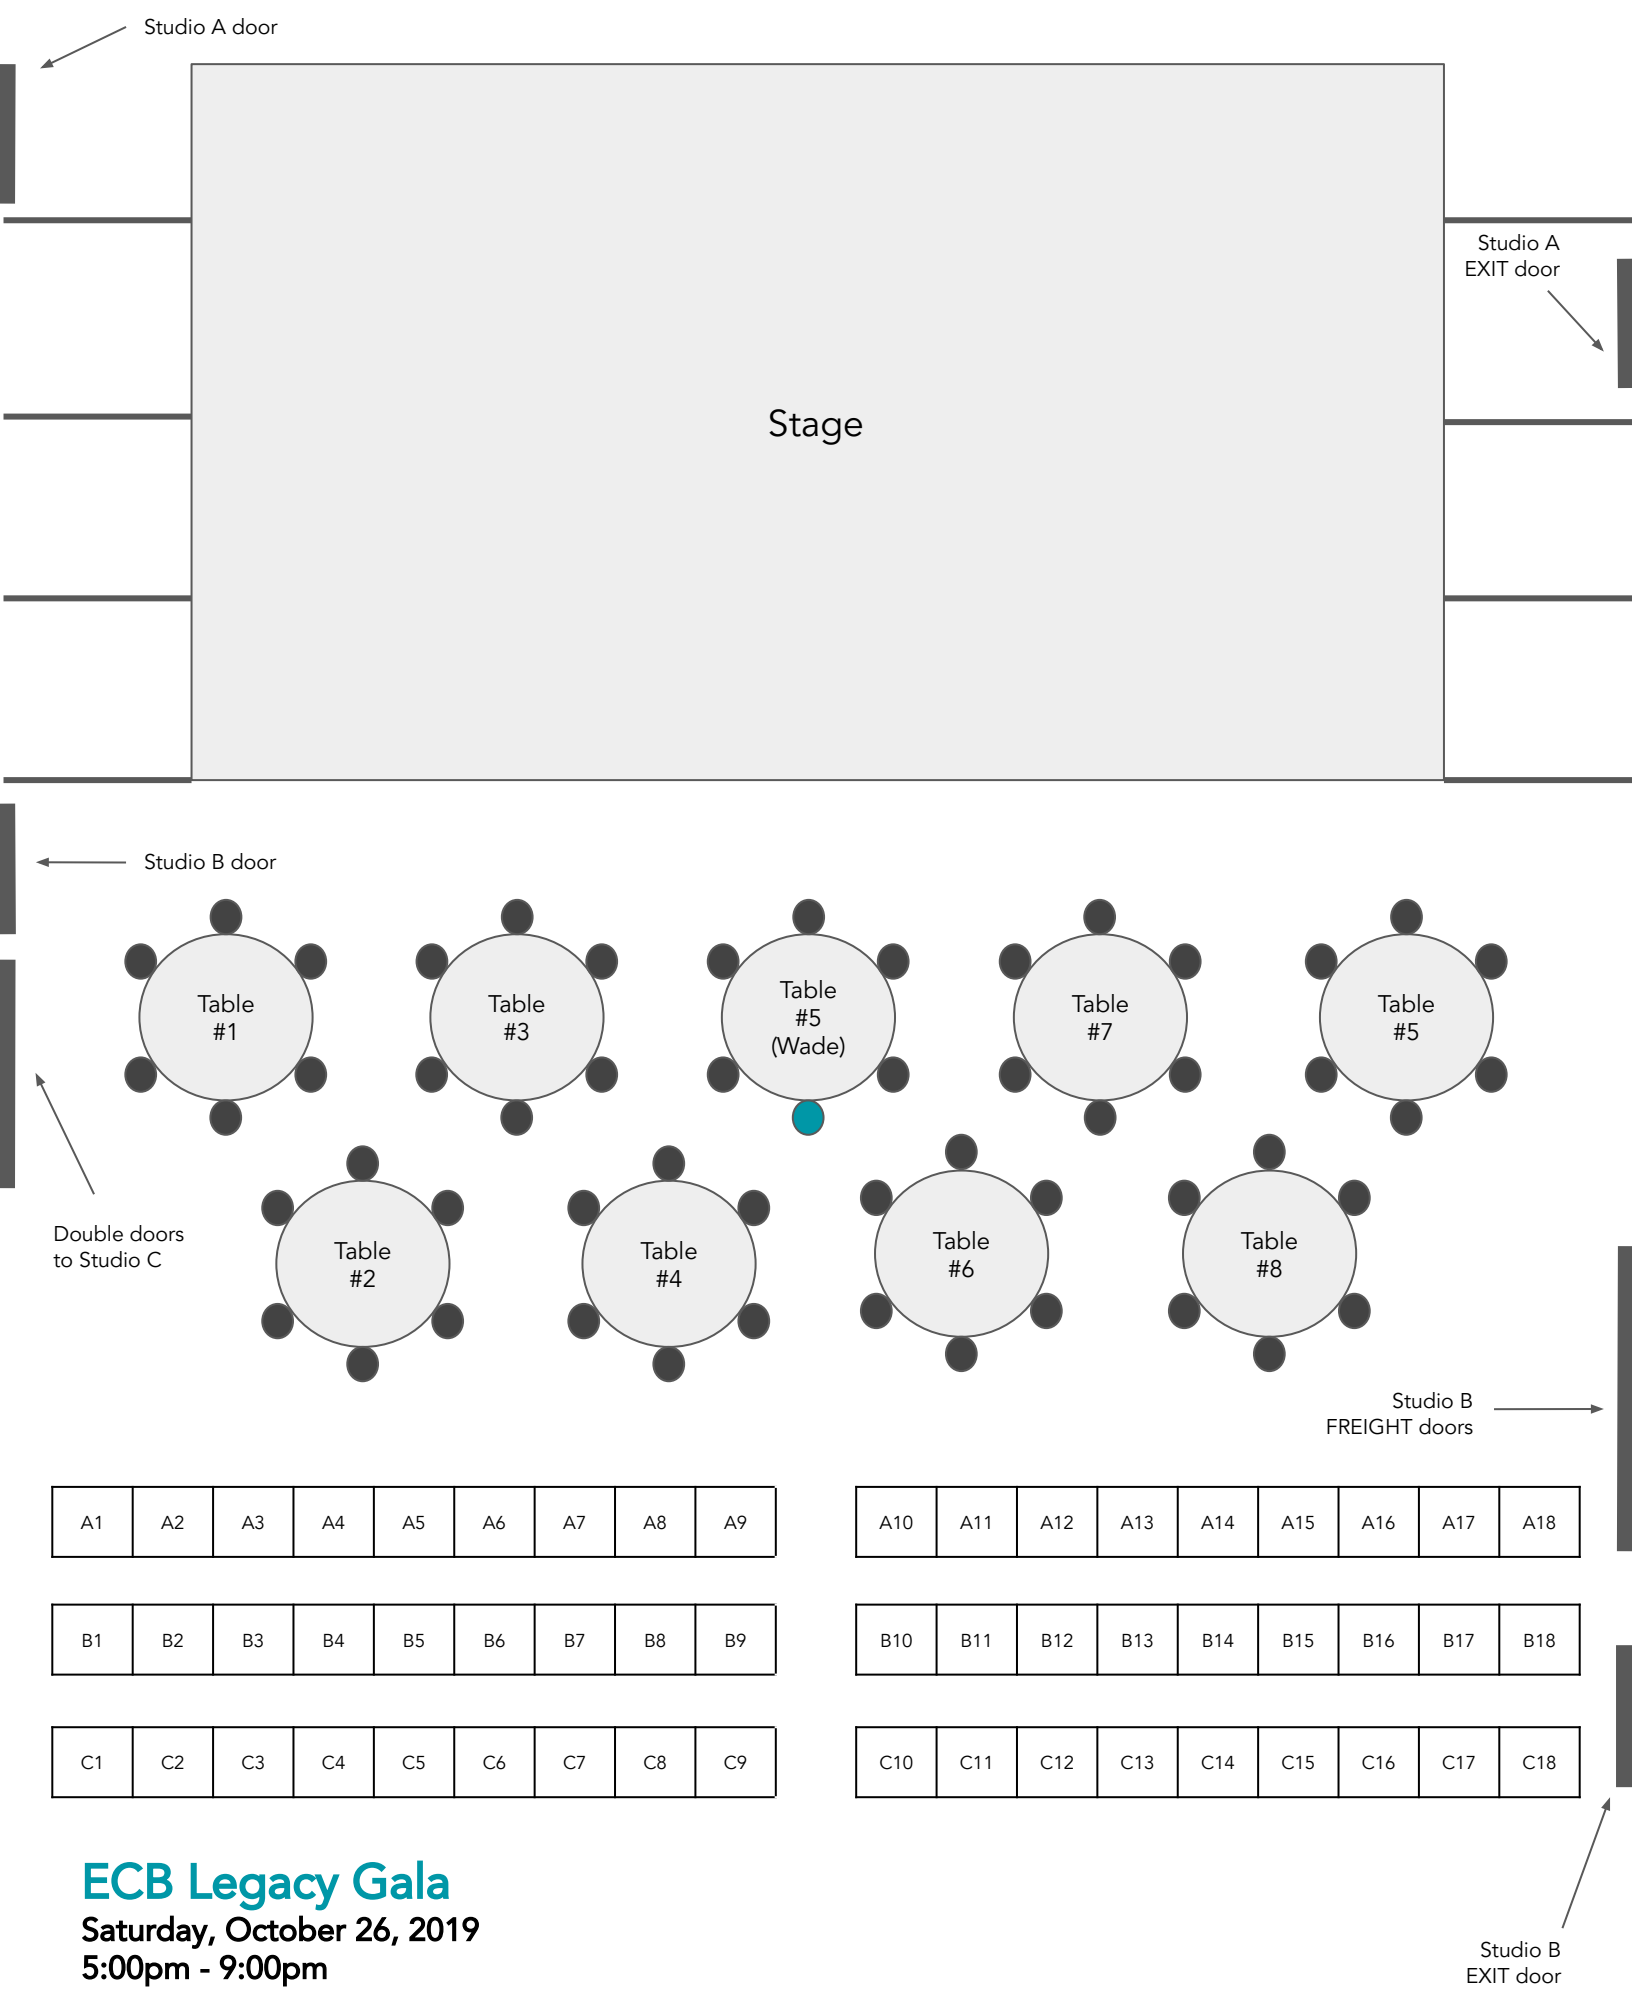 Studio A door
Studio A
EXIT door
Stage
Studio B door
Table
#1
Table
#3
Table
#5
(Wade)
Table
#7
Table
#5
Table
#2
Table
#4
Table
#6
Table
#8
Double doors
to Studio C
Studio B
FREIGHT doors
A1 A2 A3 A4 A5 A6 A7 A8 A9 A10 A11 A12 A13 A14 A15 A16 A17 A18
B1 B2 B3 B4 B5 B6 B7 B8 B9 B10 B11 B12 B13 B14 B15 B16 B17 B18
C1 C2 C3 C4 C5 C6 C7 C8 C9 C10 C11 C12 C13 C14 C15 C16 C17 C18
ECB Legacy Gala
Saturday, October 26, 2019
5:00pm - 9:00pm
Studio B
EXIT door